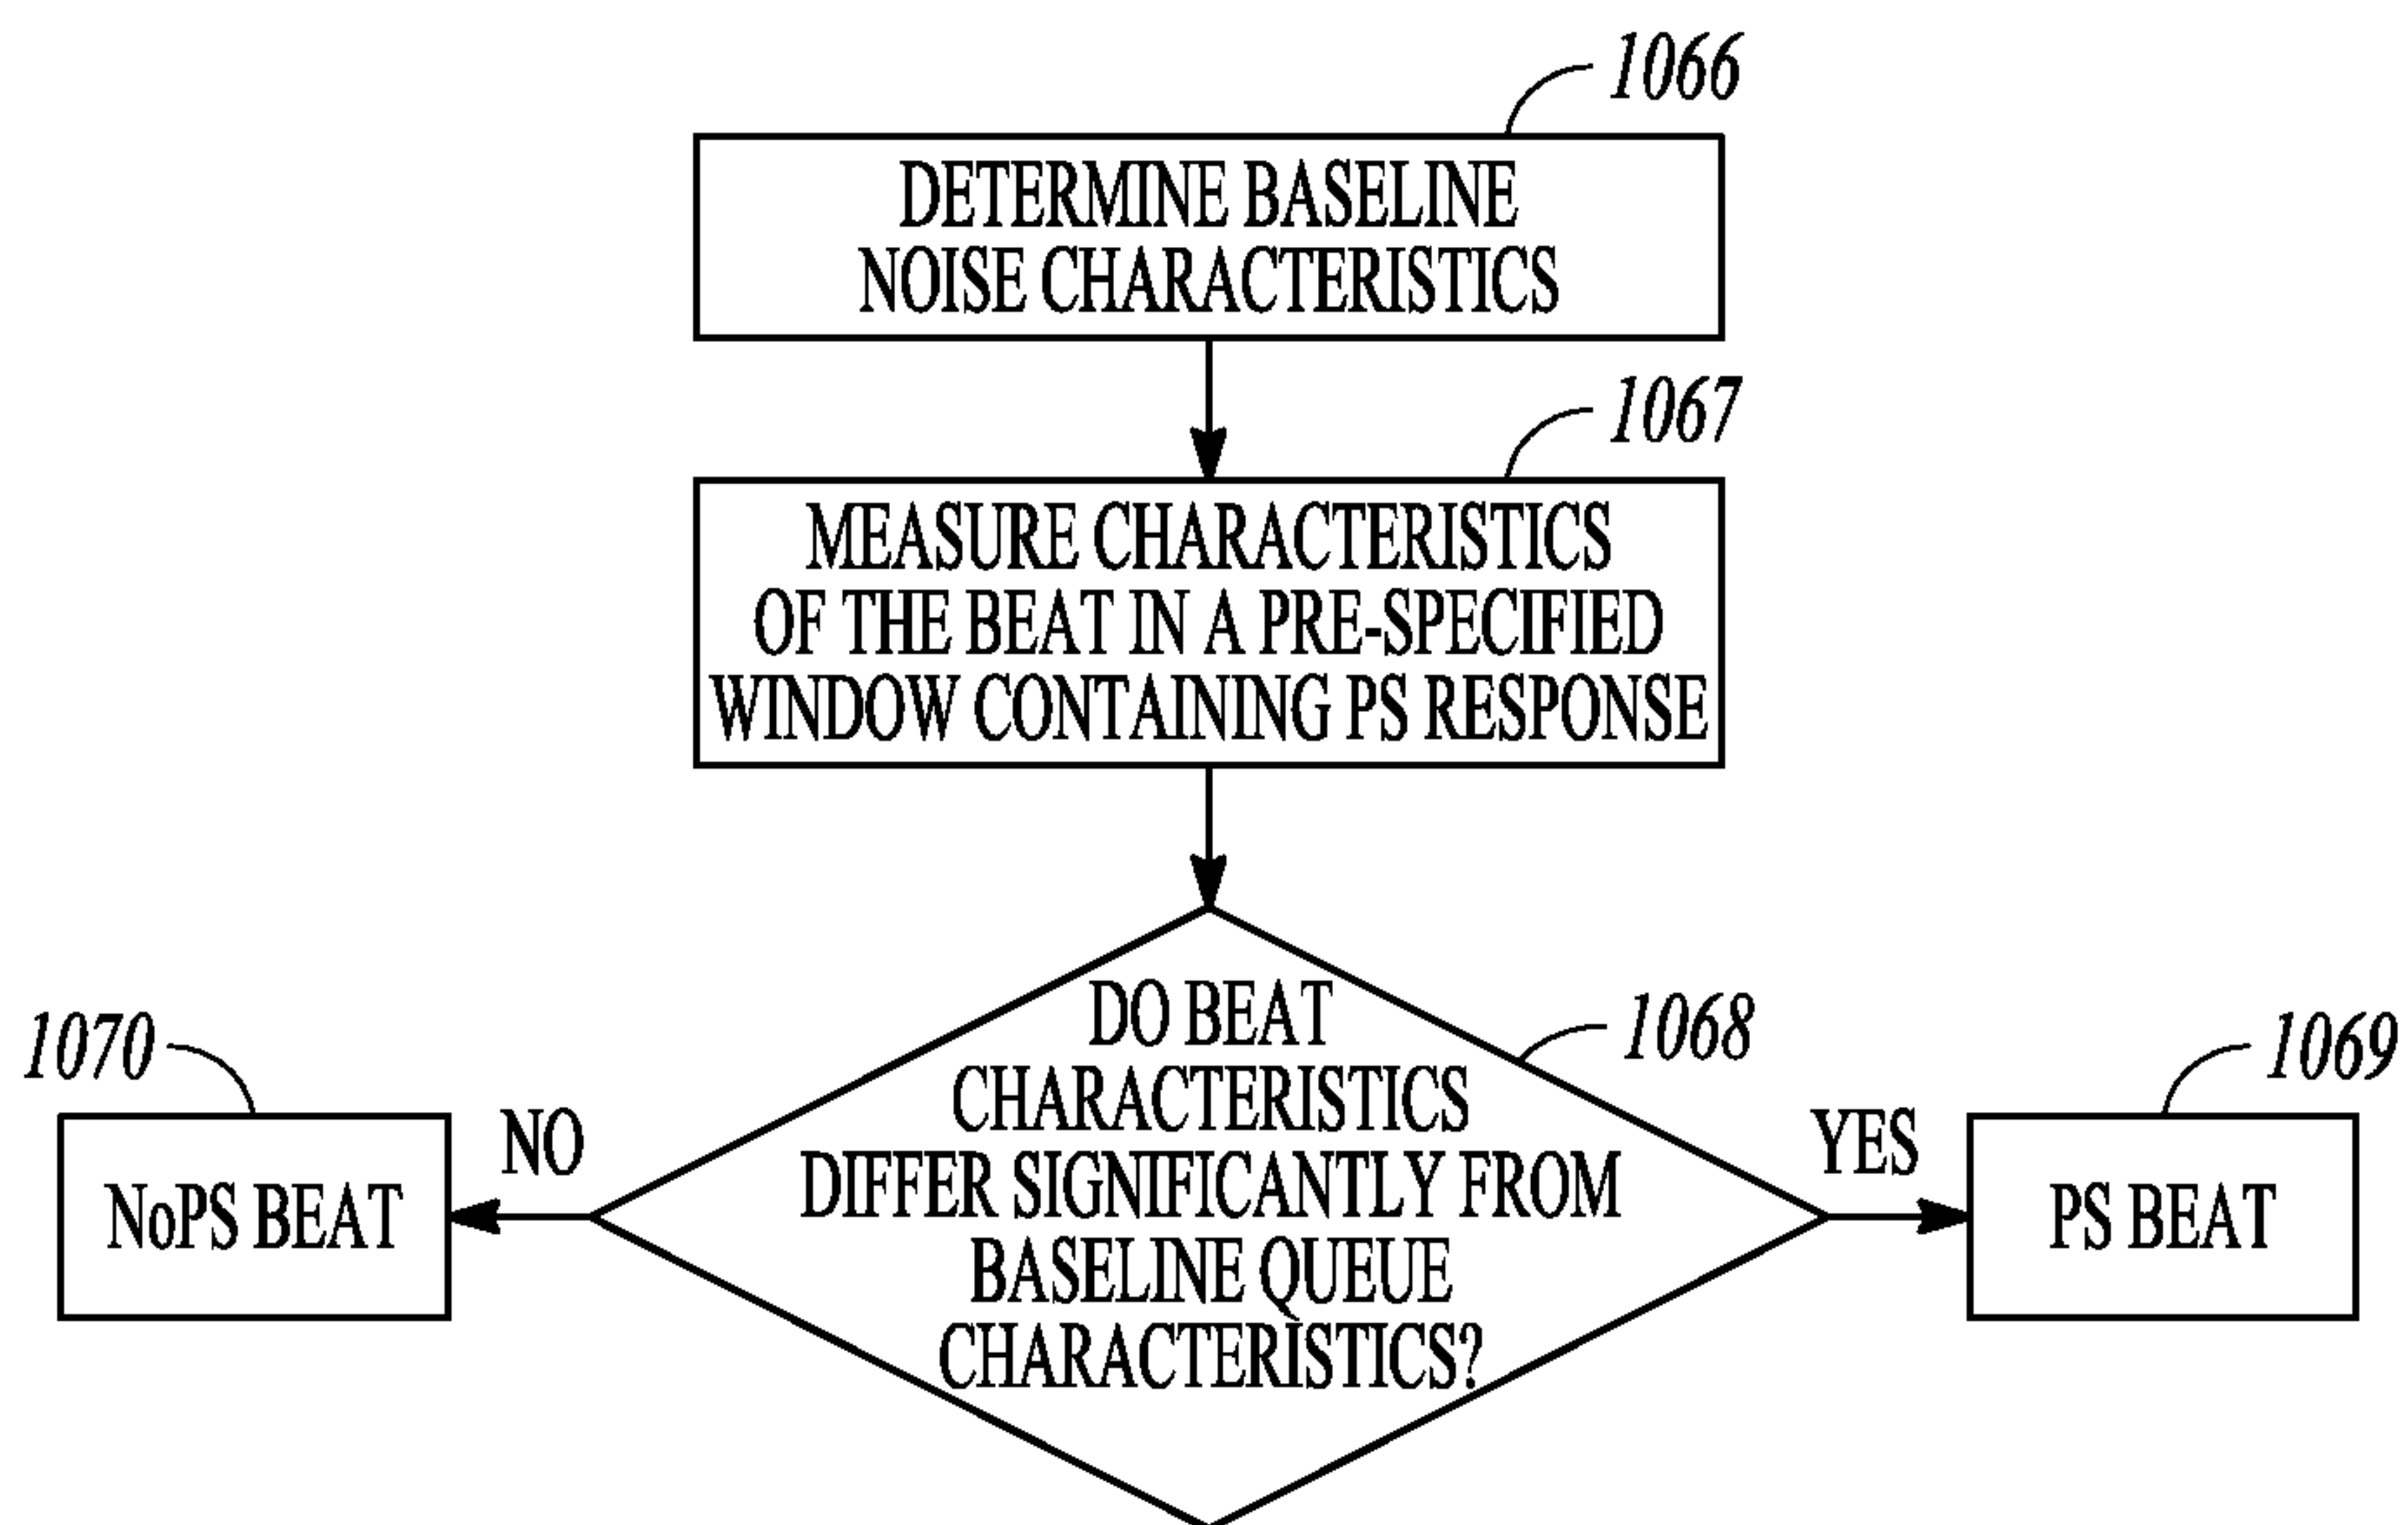 1066
DETERMINE BASELINE
NOISE CHARACTERISTICS
1067
MEASURE CHARACTERISTICS
OF THE BEAT IN A PRE-SPECIFIED
WINDOW CONTAINING PS RESPONSE
DO BEAT
CHARACTERISTICS
DIFFER SIGNIFICANTLY FROM
BASELINE QUEUE
CHARACTERISTICS?
1068
1070
NO
NoPS BEAT
YES
1069
PS BEAT